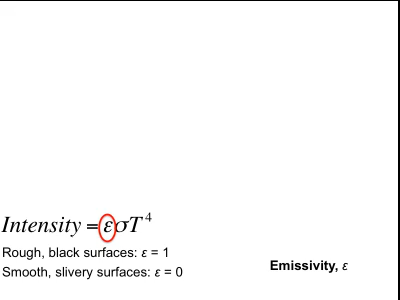 Intensity = εσT⁴
Rough, black surfaces: ε = 1
Smooth, slivery surfaces: ε = 0
Emissivity, ε